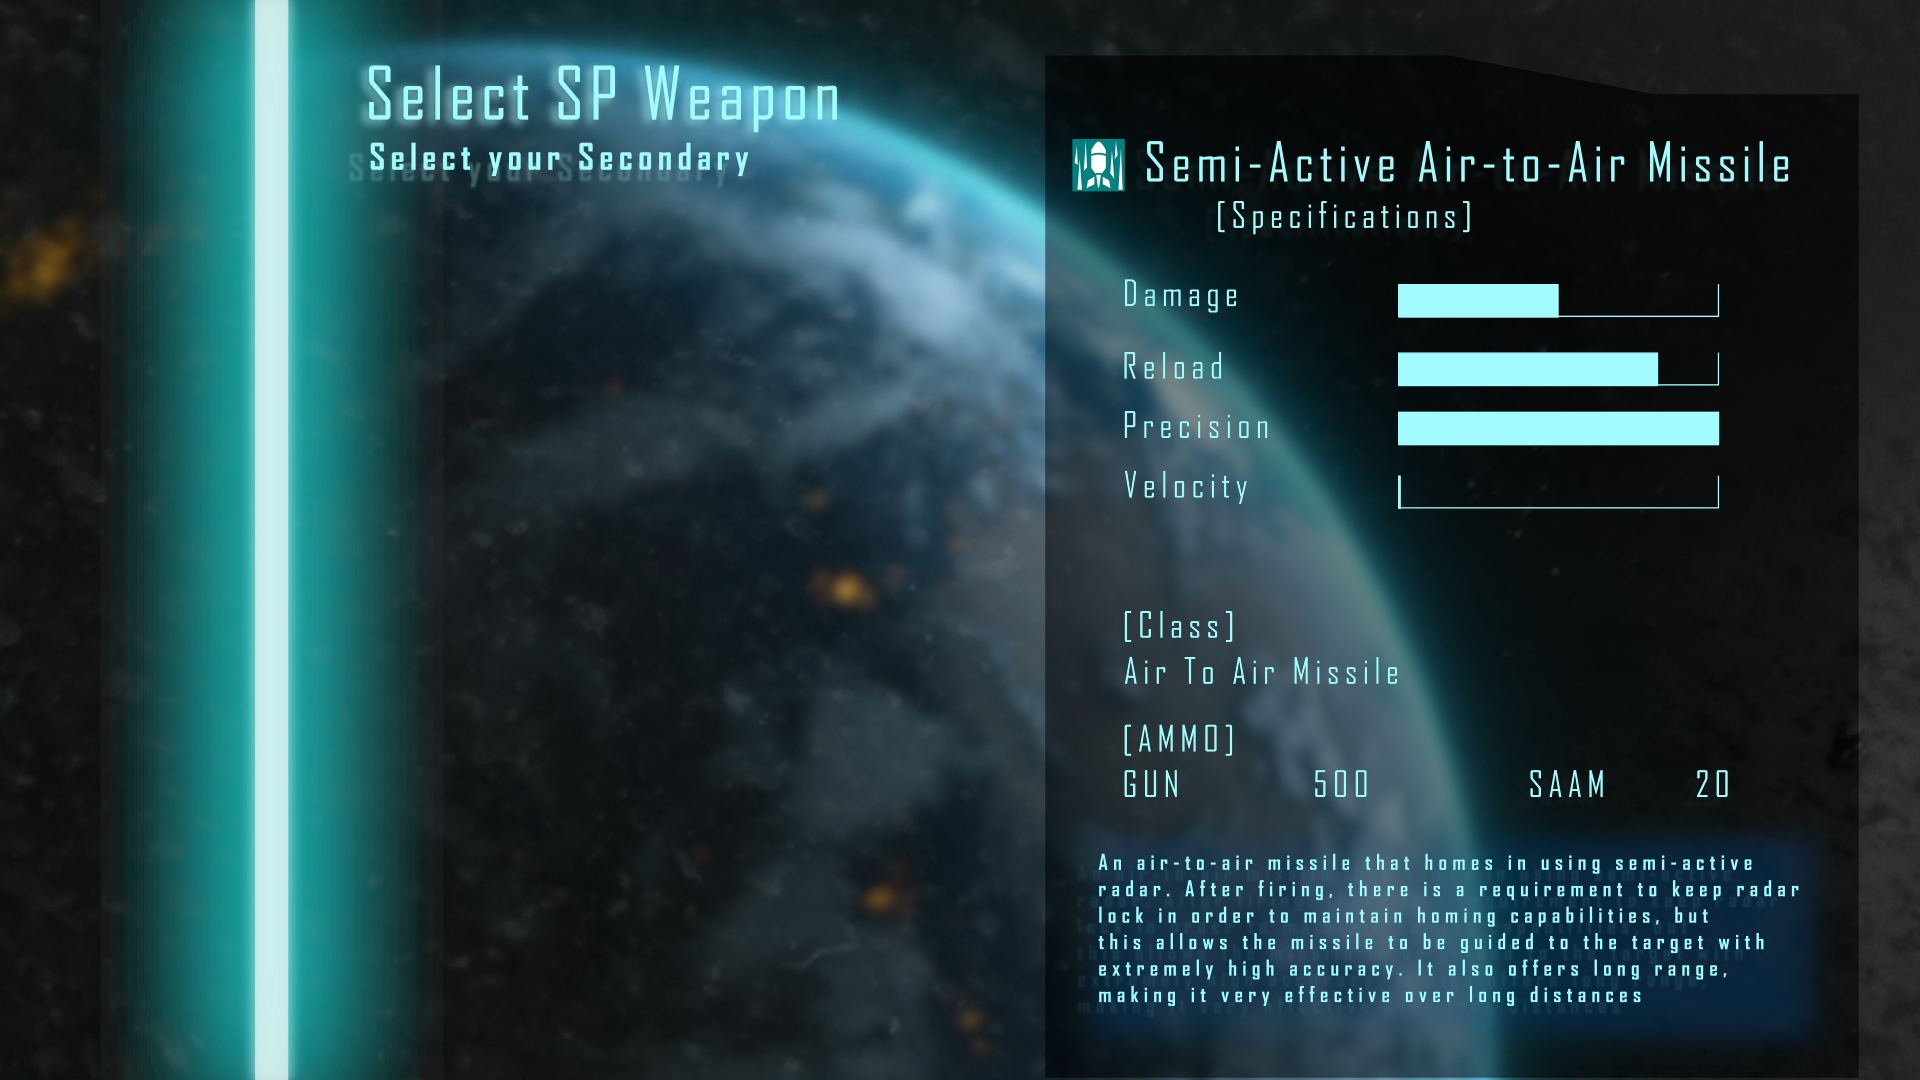 Select SP Weapon
Select your Secondary
Semi-Active Air-to-Air Missile
[Specifications]
Damage
Reload
Precision
Velocity
[Class]
Air To Air Missile
[AMMO]
GUN 500 SAAM 20
An air-to-air missile that homes in using semi-active
radar. After firing, there is a requirement to keep radar
lock in order to maintain homing capabilities, but
this allows the missile to be guided to the target with
extremely high accuracy. It also offers long range,
making it very effective over long distances